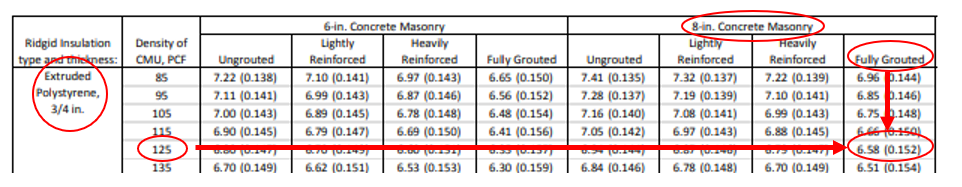 6-in. Concrete Masonry 8-in. Concrete Masonry
Ridgid Insulation Density of Lightly Heavily Lightly Heavily
type and thickness: CMU, PCF Ungrouted Reinforced Reinforced Fully Grouted Ungrouted Reinforced Reinforced Fully Grouted
Extruded 85 7.22 (0.138) 7.10 (0.141) 6.97 (0.143) 6.65 (0.150) 7.41 (0.135) 7.32 (0.137) 7.22 (0.139) 6.96 (0.144)
Polystyrene, 95 7.11 (0.141) 6.99 (0.143) 6.87 (0.146) 6.56 (0.152) 7.28 (0.137) 7.19 (0.139) 7.10 (0.141) 6.85 (0.146)
3/4 in. 105 7.00 (0.143) 6.89 (0.145) 6.78 (0.148) 6.48 (0.154) 7.16 (0.140) 7.08 (0.141) 6.99 (0.143) 6.75 (0.148)
115 6.90 (0.145) 6.79 (0.147) 6.69 (0.150) 6.41 (0.156) 7.05 (0.142) 6.97 (0.143) 6.88 (0.145) 6.66 (0.150)
125 6.58 (0.152)
135 6.70 (0.149) 6.62 (0.151) 6.53 (0.153) 6.30 (0.159) 6.84 (0.146) 6.78 (0.148) 6.70 (0.149) 6.51 (0.154)